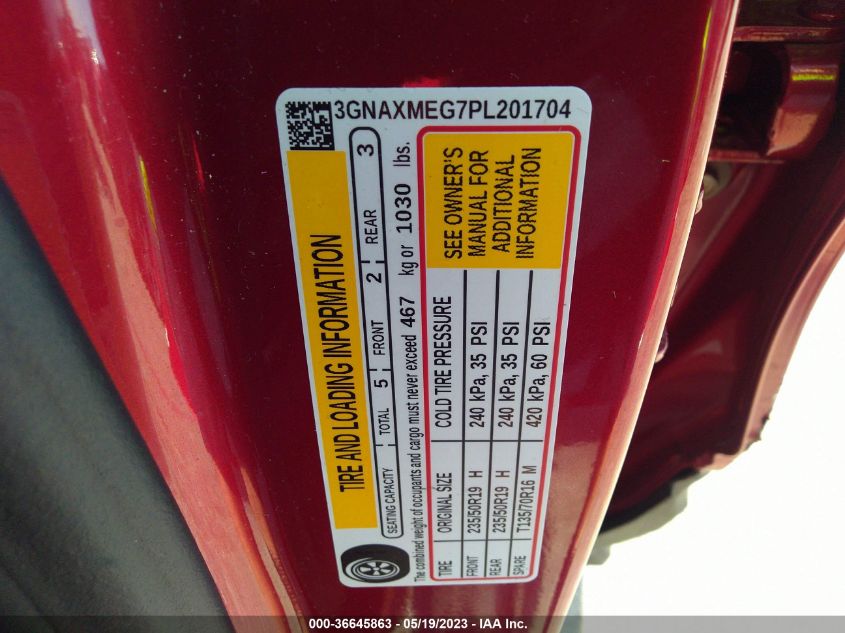 3GNAXMEG7PL201704
TIRE AND LOADING INFORMATION
SEATING CAPACITY TOTAL 5 FRONT 2 REAR 3
The combined weight of occupants and cargo must never exceed 467 kg or 1030 lbs.
TIRE ORIGINAL SIZE COLD TIRE PRESSURE
FRONT 235/50R19 H 240 kPa, 35 PSI
REAR 235/50R19 H 240 kPa, 35 PSI
SPARE T135/70R16 M 420 kPa, 60 PSI
SEE OWNER'S
MANUAL FOR
ADDITIONAL
INFORMATION
000-36645863 - 05/19/2023 - IAA Inc.